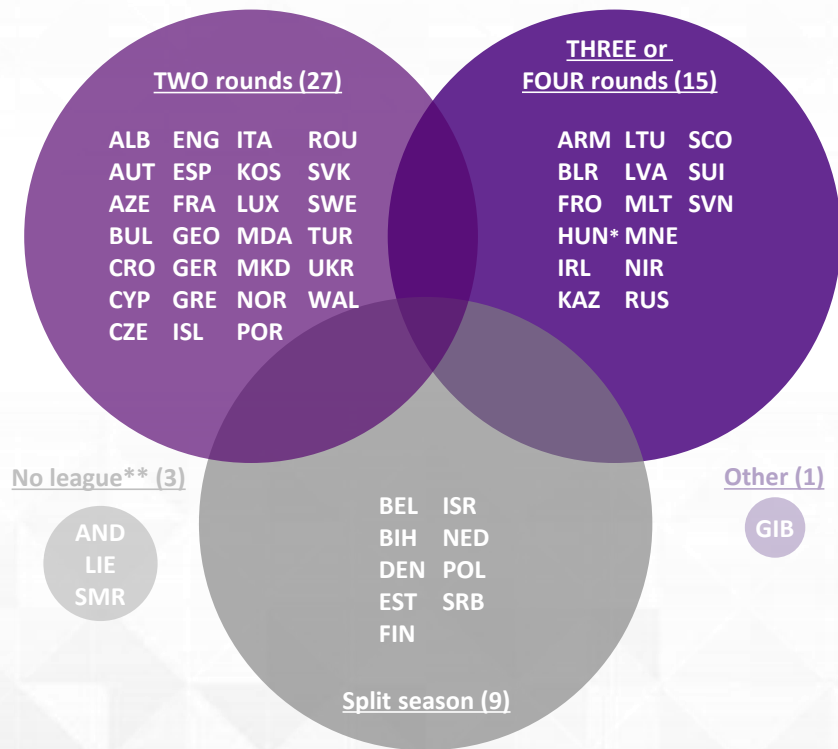 TWO rounds (27)
ALB ENG ITA ROU
AUT ESP KOS SVK
AZE FRA LUX SWE
BUL GEO MDA TUR
CRO GER MKD UKR
CYP GRE NOR WAL
CZE ISL POR
THREE or
FOUR rounds (15)
ARM LTU SCO
BLR LVA SUI
FRO MLT SVN
HUN* MNE
IRL NIR
KAZ RUS
No league** (3)
AND
LIE
SMR
Other (1)
GIB
BEL ISR
BIH NED
DEN POL
EST SRB
FIN
Split season (9)